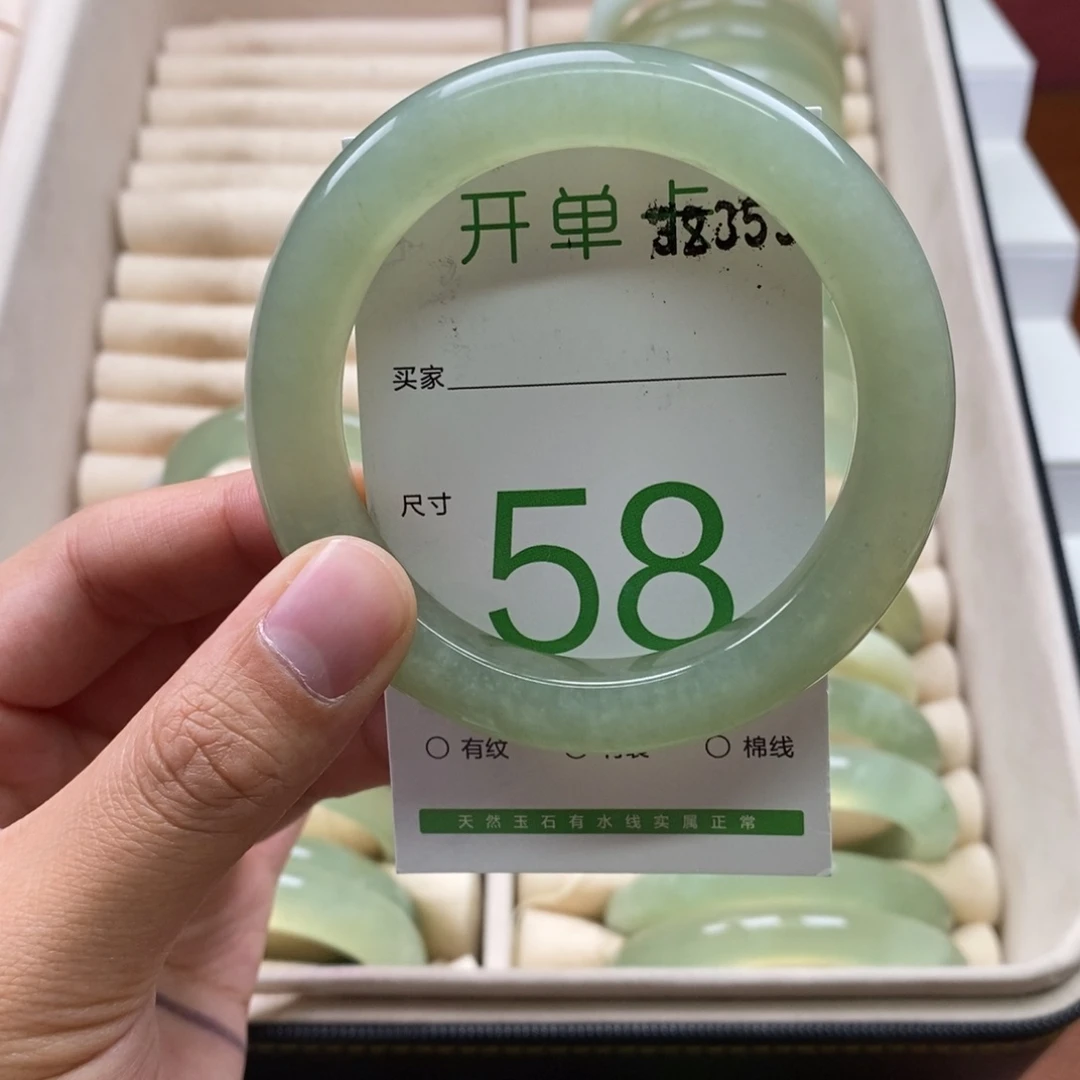 开单卡
买家
尺寸 58
有纹 棉线
天然玉石有水线实属正常